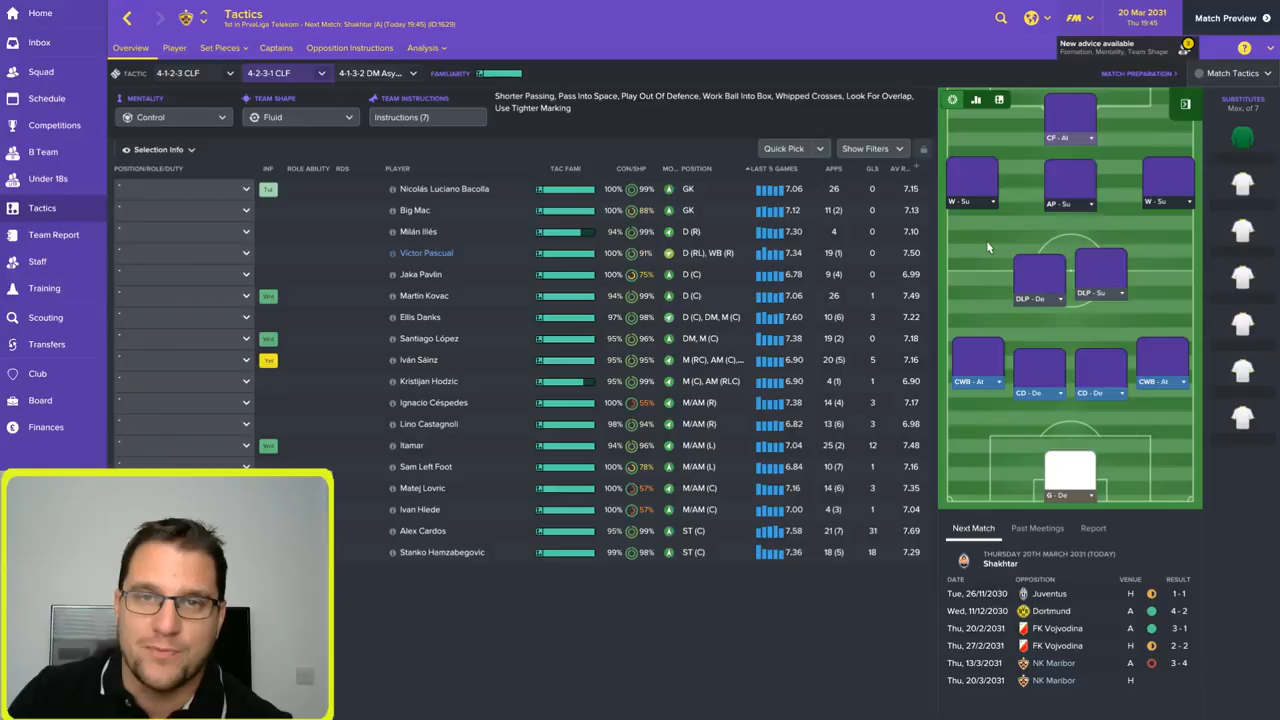 Home
Inbox
Squad
Schedule
Competitions
B Team
Under 18s
Tactics
Team Report
Staff
Training
Scouting
Transfers
Club
Board
Finances
Tactics
1st in PrvaLiga Telekom - Next Match: Shakhtar (A) (Today 19:45) (ID:1629)
FM
20 Mar 2031
Thu 19:45
Match Preview
Overview
Player
Set Pieces
Captains
Opposition Instructions
Analysis
New advice available
Formation, Mentality, Team Shape
?
TACTIC
4-1-2-3 CLF
4-2-3-1 CLF
4-1-3-2 DM Asy...
FAMILIARITY
MATCH PREPARATION >
Match Tactics
MENTALITY
Control
TEAM SHAPE
Fluid
TEAM INSTRUCTIONS
Instructions (7)
Shorter Passing, Pass Into Space, Play Out Of Defence, Work Ball Into Box, Whipped Crosses, Look For Overlap,
Use Tighter Marking
Selection Info
Quick Pick
Show Filters
POSITION/ROLE/DUTY INF ROLE ABILITY RDS PLAYER TAC FAM CON/SHP MO... POSITION LAST 5 GAMES APPS GLS AV R...
- Nicolás Luciano Bacolla 100% 99% GK 7.06 26 0 7.15
- Big Mac 100% 88% GK 7.12 11 (2) 0 7.13
- Milán Illés 94% 99% D (R) 7.30 4 0 7.10
- Víctor Pascual 100% 91% D (RL), WB (R) 7.34 19 (1) 0 7.50
- Jaka Pavlin 100% 75% D (C) 6.78 9 (4) 0 6.99
- Wnt Martin Kovac 94% 99% D (C) 7.06 26 1 7.49
- Ellis Danks 97% 98% D (C), DM, M (C) 7.60 10 (6) 3 7.22
- Wnt Santiago López 95% 96% DM, M (C) 7.38 19 (2) 0 7.18
- Yel Iván Sáinz 95% 95% M (RC), AM (C),... 6.90 20 (5) 5 7.16
- Kristijan Hodzic 95% 99% M (C), AM (RLC) 6.90 4 (1) 1 6.90
- Ignacio Céspedes 100% 55% M/AM (R) 7.38 14 (4) 3 7.17
- Lino Castagnoli 98% 94% M/AM (R) 6.82 13 (6) 3 6.98
- Wnt Itamar 94% 96% M/AM (L) 7.04 25 (2) 12 7.48
- Sam Left Foot 100% 78% M/AM (L) 6.84 10 (7) 1 7.16
Matej Lovric 100% 57% M/AM (C) 7.16 14 (6) 3 7.35
Ivan Hlede 100% 57% M/AM (C) 7.00 4 (3) 1 7.04
Alex Cardos 95% 99% ST (C) 7.58 21 (7) 31 7.69
Stanko Hamzabegovic 99% 98% ST (C) 7.36 18 (5) 18 7.29
CF - At
W - Su
AP - Su
W - Su
DLP - De
DLP - Su
CWB - At
CD - De
CD - De
CWB - At
G - De
SUBSTITUTES
Max. of 7
Next Match
Past Meetings
Report
THURSDAY 20TH MARCH 2031 (TODAY)
Shakhtar
DATE OPPOSITION VENUE RESULT
Tue, 26/11/2030 Juventus H 1 - 1
Wed, 11/12/2030 Dortmund A 4 - 2
Thu, 20/2/2031 FK Vojvodina A 3 - 1
Thu, 27/2/2031 FK Vojvodina H 2 - 2
Thu, 13/3/2031 NK Maribor A 3 - 4
Thu, 20/3/2031 NK Maribor H